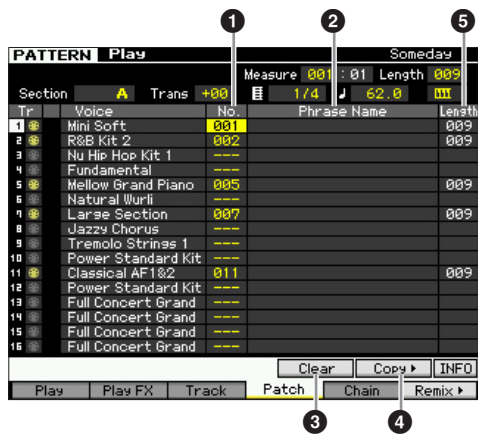 1 2 5
PATTERN Play Someday
Measure 001 : 01 Length 009
Section A Trans +00 1/4 62.0
Tr Voice No. Phrase Name Length
1 Mini Soft 001 009
2 R&B Kit 2 002 009
3 Nu Hip Hop Kit 1 ---
4 Fundamental ---
5 Mellow Grand Piano 005 009
6 Natural Wurli ---
7 Large Section 007 009
8 Jazzy Chorus ---
9 Tremolo Strings 1 ---
10 Power Standard Kit ---
11 Classical AF1&2 011 009
12 Power Standard Kit ---
13 Full Concert Grand ---
14 Full Concert Grand ---
15 Full Concert Grand ---
16 Full Concert Grand ---
Clear Copy INFO
Play Play FX Track Patch Chain Remix
3 4